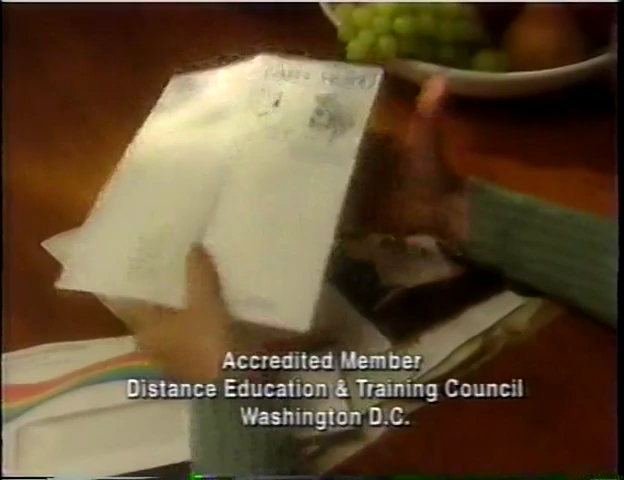 Accredited Member
Distance Education & Training Council
Washington D.C.